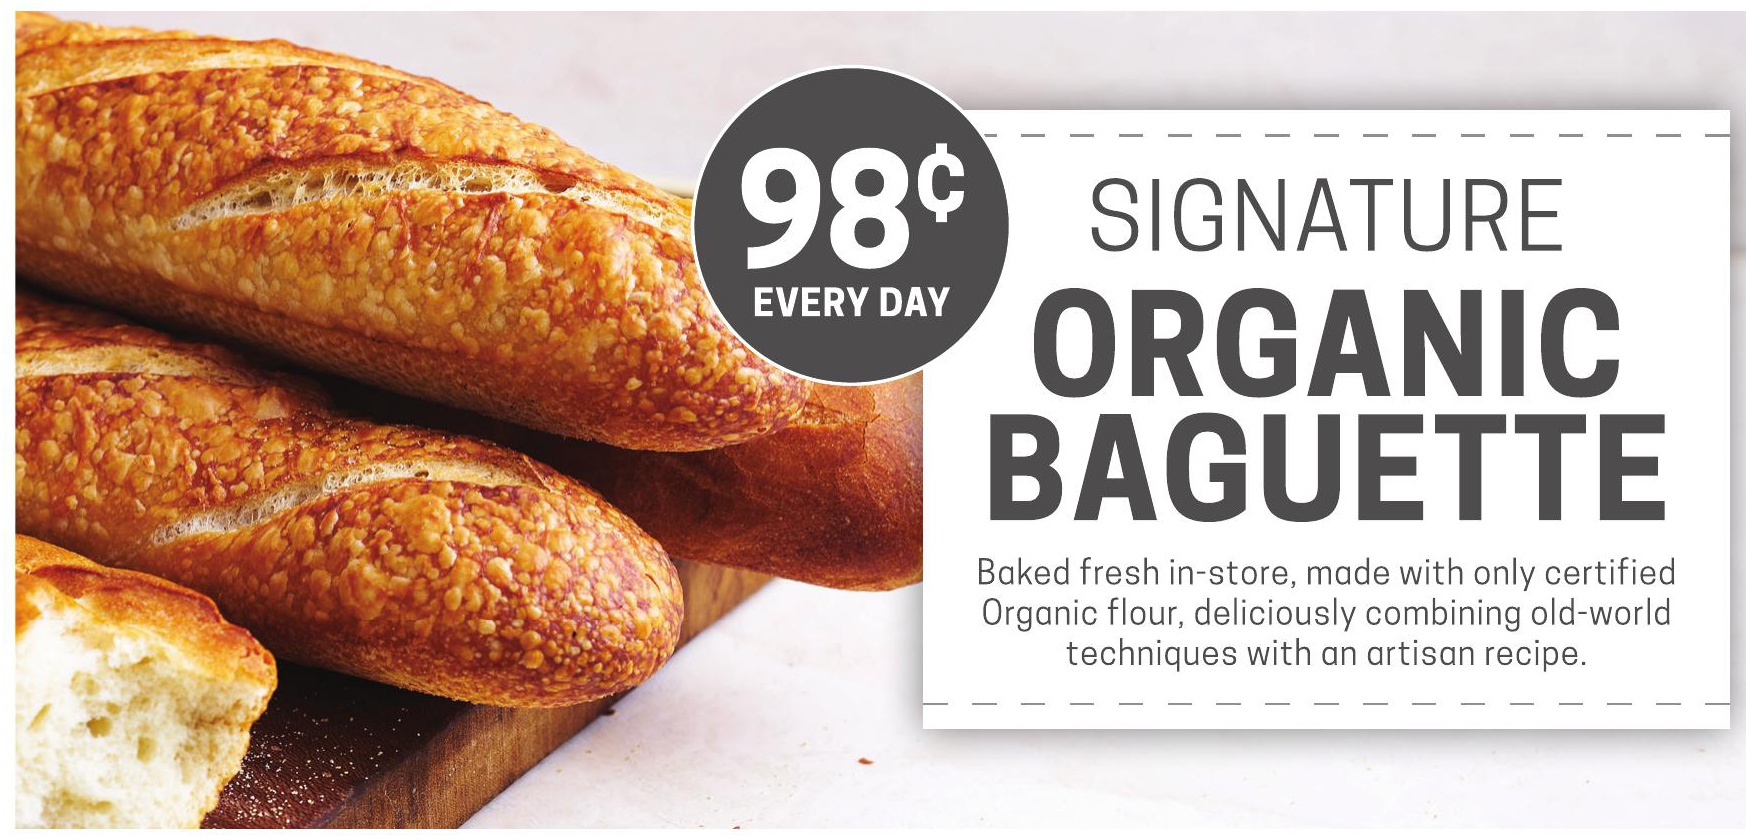 98¢
EVERY DAY
SIGNATURE
ORGANIC
BAGUETTE
Baked fresh in-store, made with only certified
Organic flour, deliciously combining old-world
techniques with an artisan recipe.